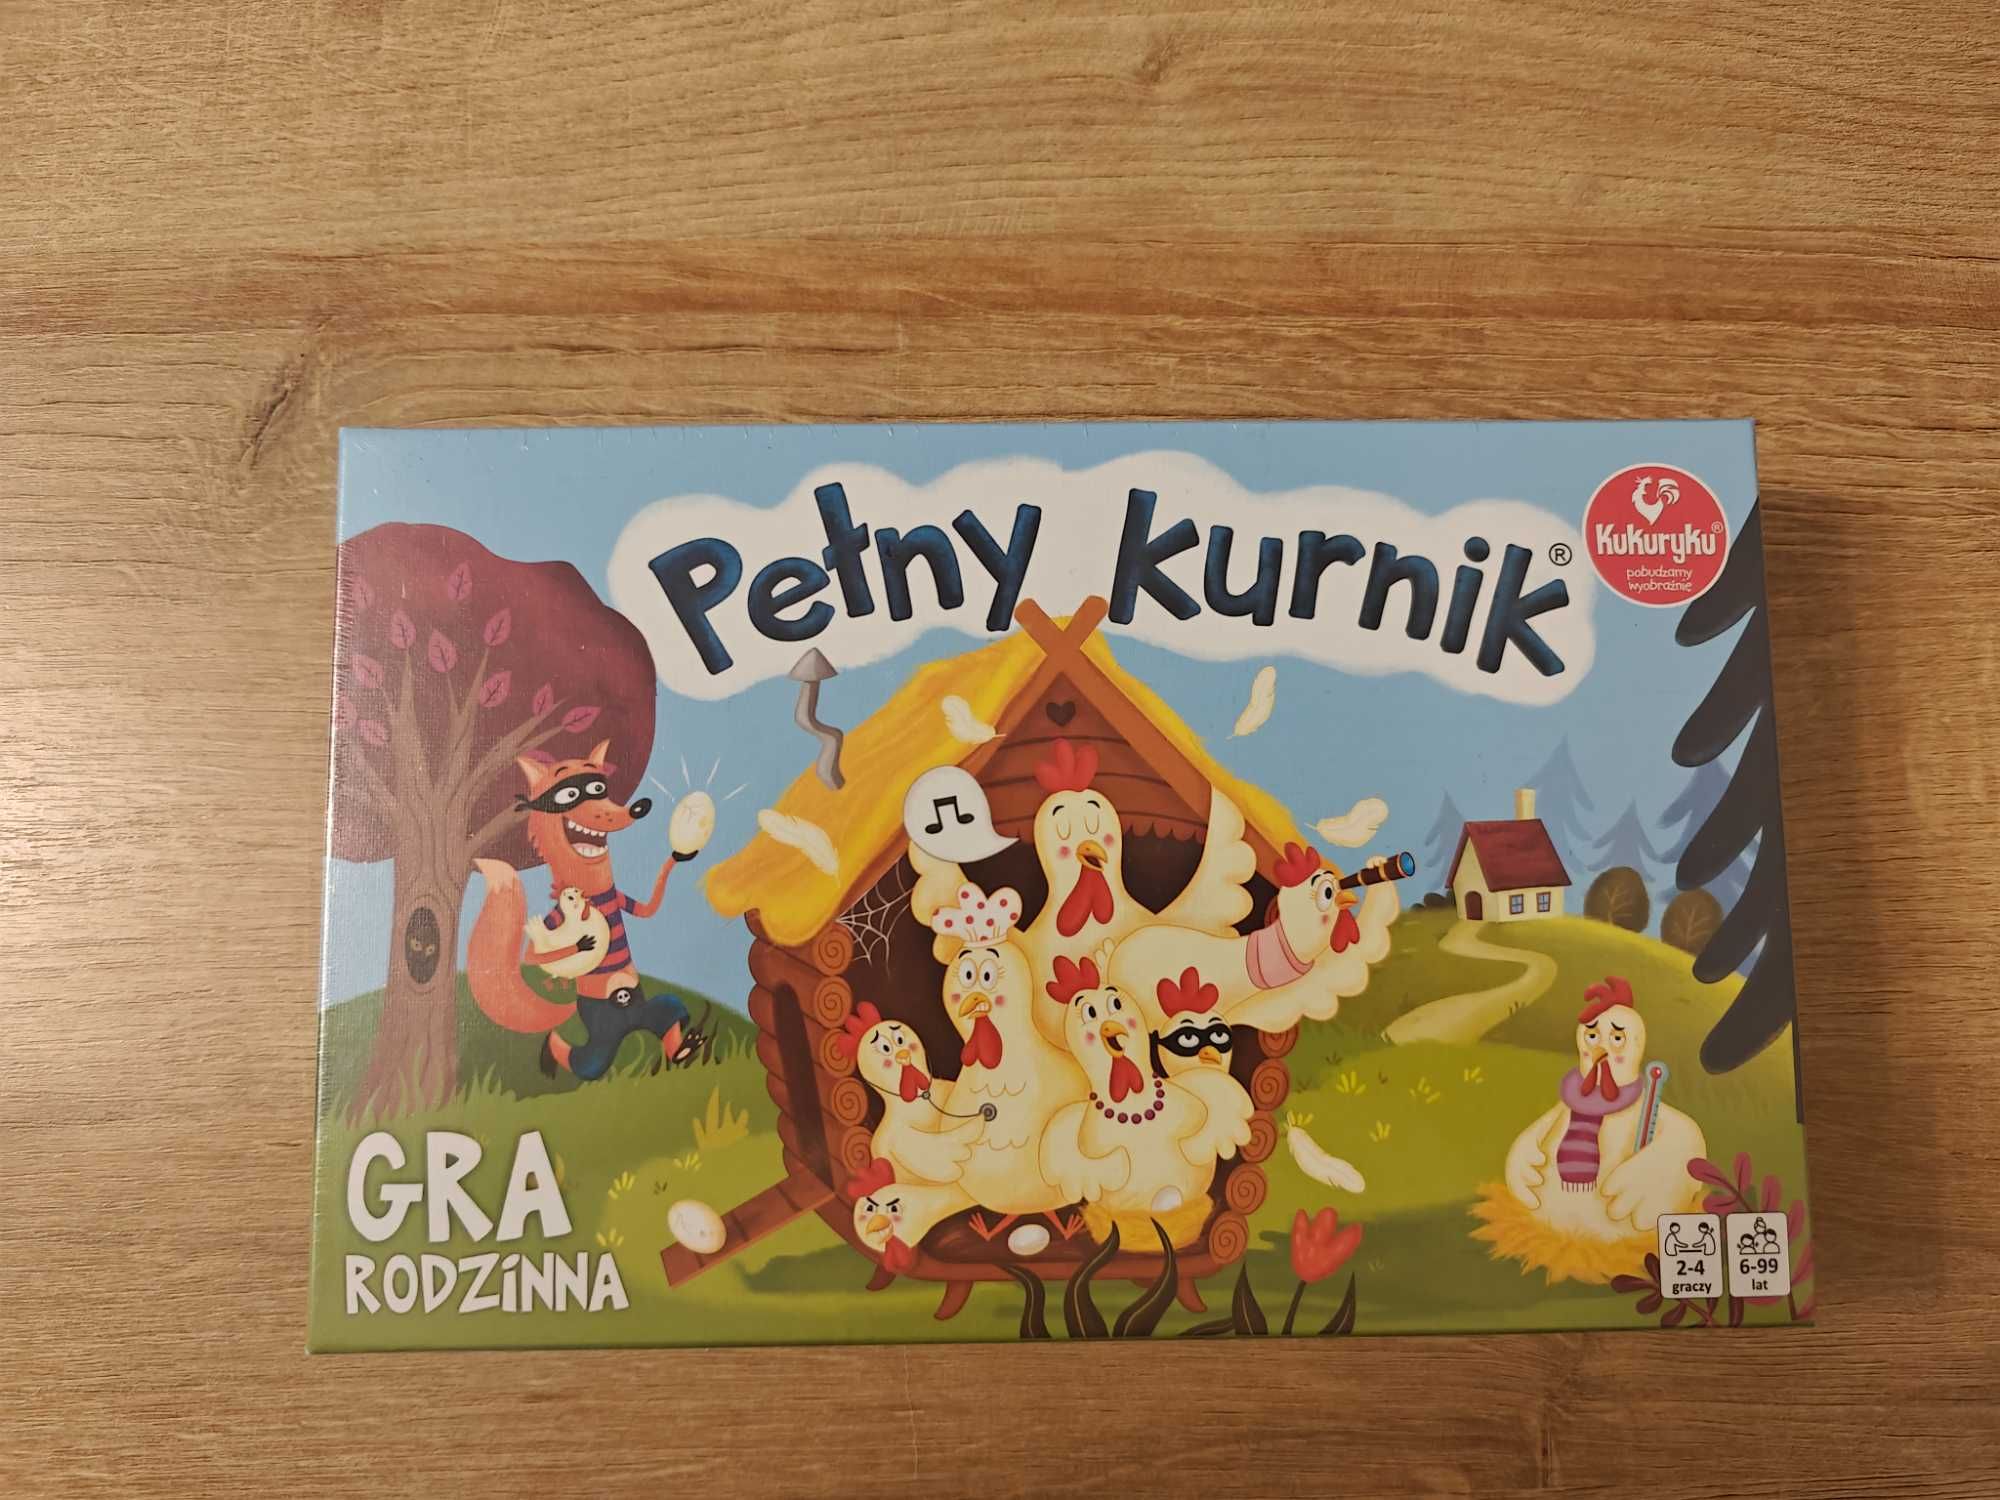 Pełny kurnik®
Kukuryku®
pobudzamy
wyobraźnię
GRA
RODZiNNA
2-4
graczy
6-99
lat